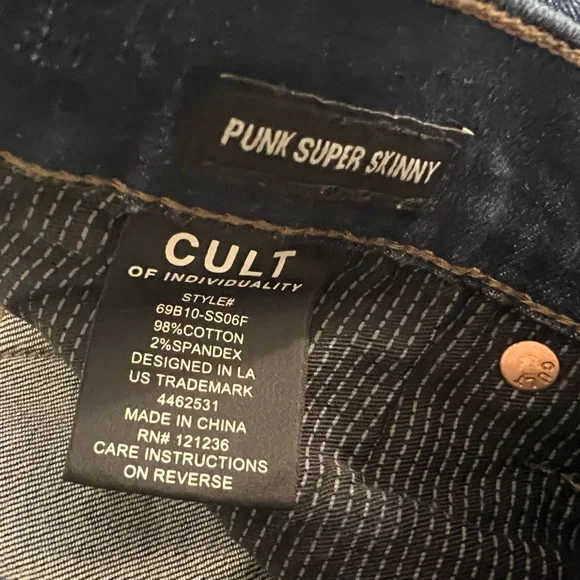 PUNK SUPER SKINNY
CULT
OF INDIVIDUALITY
STYLE#
69B10-SS06F
98%COTTON
2%SPANDEX
DESIGNED IN LA
US TRADEMARK
4462531
MADE IN CHINA
RN# 121236
CARE INSTRUCTIONS
ON REVERSE